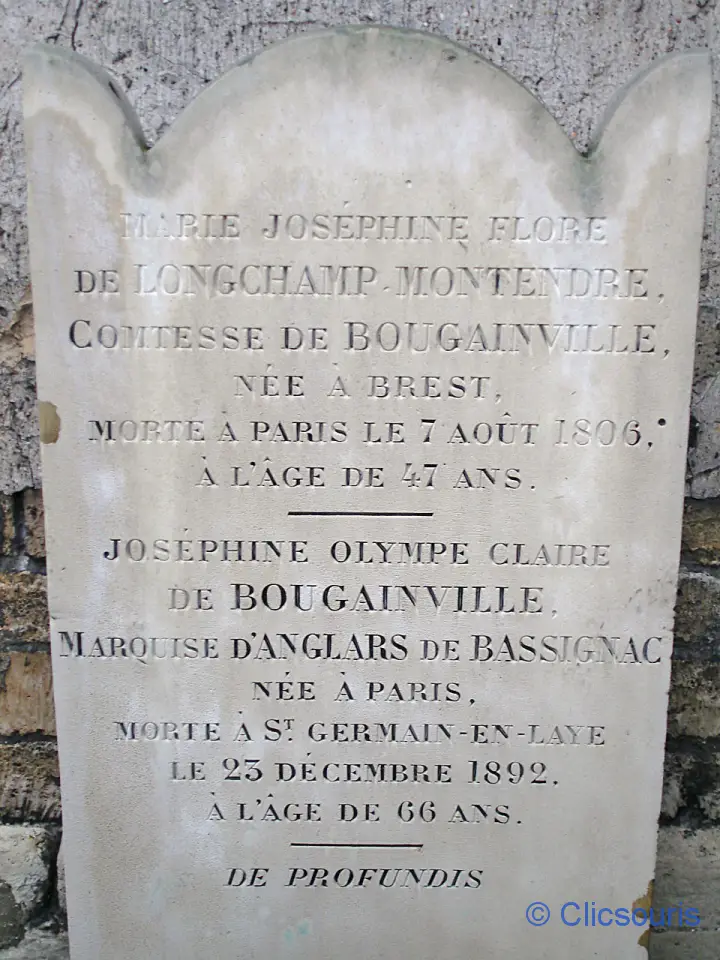 MARIE JOSÉPHINE FLORE
DE LONGCHAMP-MONTENDRE,
COMTESSE DE BOUGAINVILLE,
NÉE À BREST,
MORTE À PARIS LE 7 AOÛT 1806,
À L'ÂGE DE 47 ANS.
JOSÉPHINE OLYMPE CLAIRE
DE BOUGAINVILLE,
MARQUISE D'ANGLARS DE BASSIGNAC
NÉE À PARIS,
MORTE À ST. GERMAIN-EN-LAYE
LE 23 DÉCEMBRE 1892.
À L'ÂGE DE 66 ANS.
DE PROFUNDIS
© Clicsouris